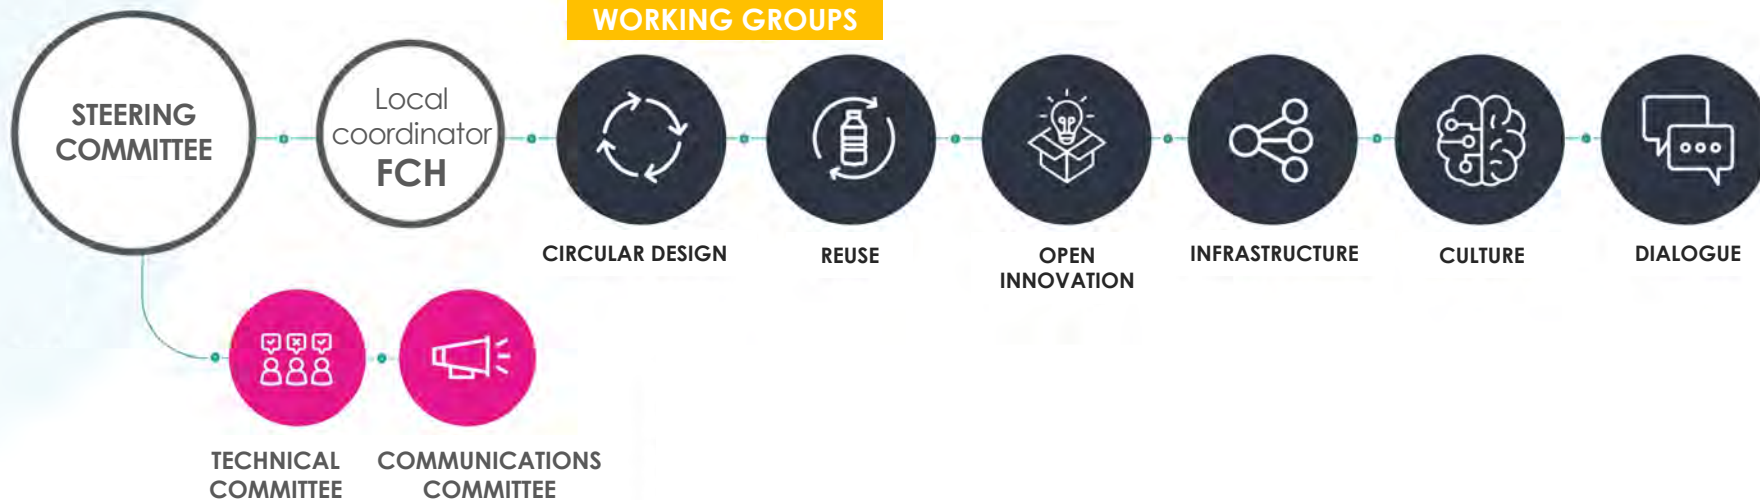 WORKING GROUPS
STEERING
COMMITTEE
Local
coordinator
FCH
CIRCULAR DESIGN
REUSE
OPEN
INNOVATION
INFRASTRUCTURE
CULTURE
DIALOGUE
TECHNICAL
COMMITTEE
COMMUNICATIONS
COMMITTEE